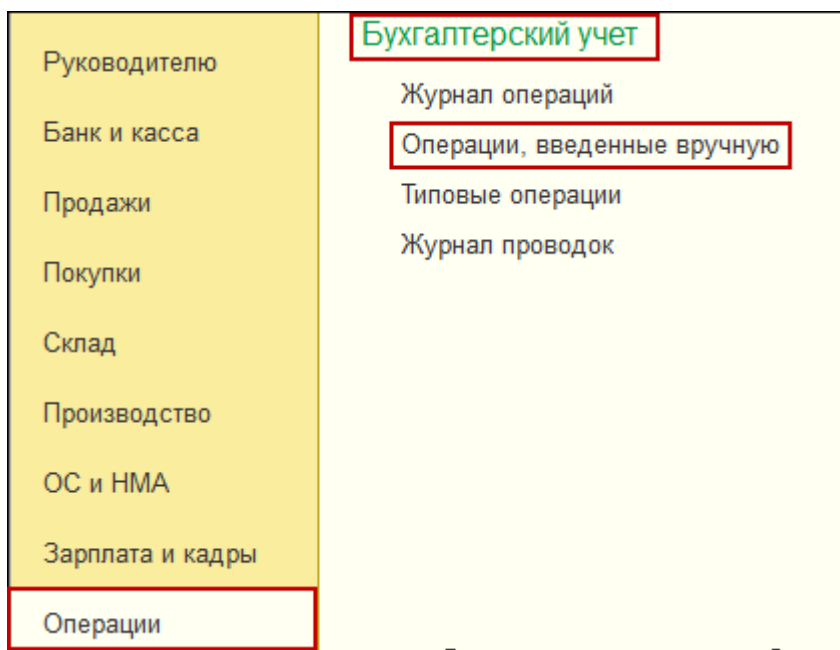 Руководителю
Банк и касса
Продажи
Покупки
Склад
Производство
ОС и НМА
Зарплата и кадры
Операции
Бухгалтерский учет
Журнал операций
Операции, введенные вручную
Типовые операции
Журнал проводок